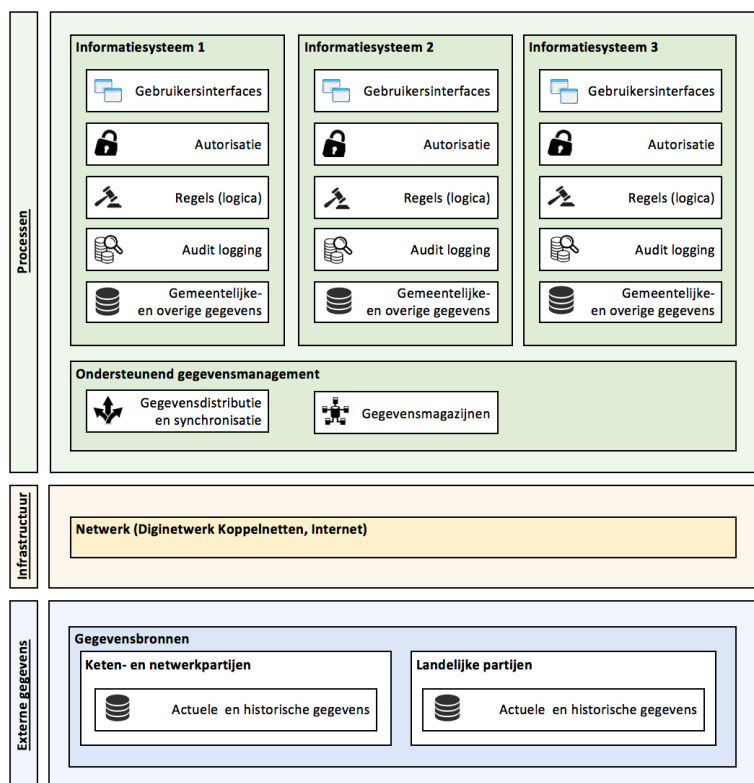 Processen
Informatiesysteem 1
Gebruikersinterfaces
Autorisatie
Regels (logica)
Audit logging
Gemeentelijke-
en overige gegevens
Informatiesysteem 2
Gebruikersinterfaces
Autorisatie
Regels (logica)
Audit logging
Gemeentelijke-
en overige gegevens
Informatiesysteem 3
Gebruikersinterfaces
Autorisatie
Regels (logica)
Audit logging
Gemeentelijke-
en overige gegevens
Ondersteunend gegevensmanagement
Gegevensdistributie
en synchronisatie
Gegevensmagazijnen
Infrastructuur
Netwerk (Diginetwerk Koppelnetten, Internet)
Externe gegevens
Gegevensbronnen
Keten- en netwerkpartijen
Actuele en historische gegevens
Landelijke partijen
Actuele en historische gegevens